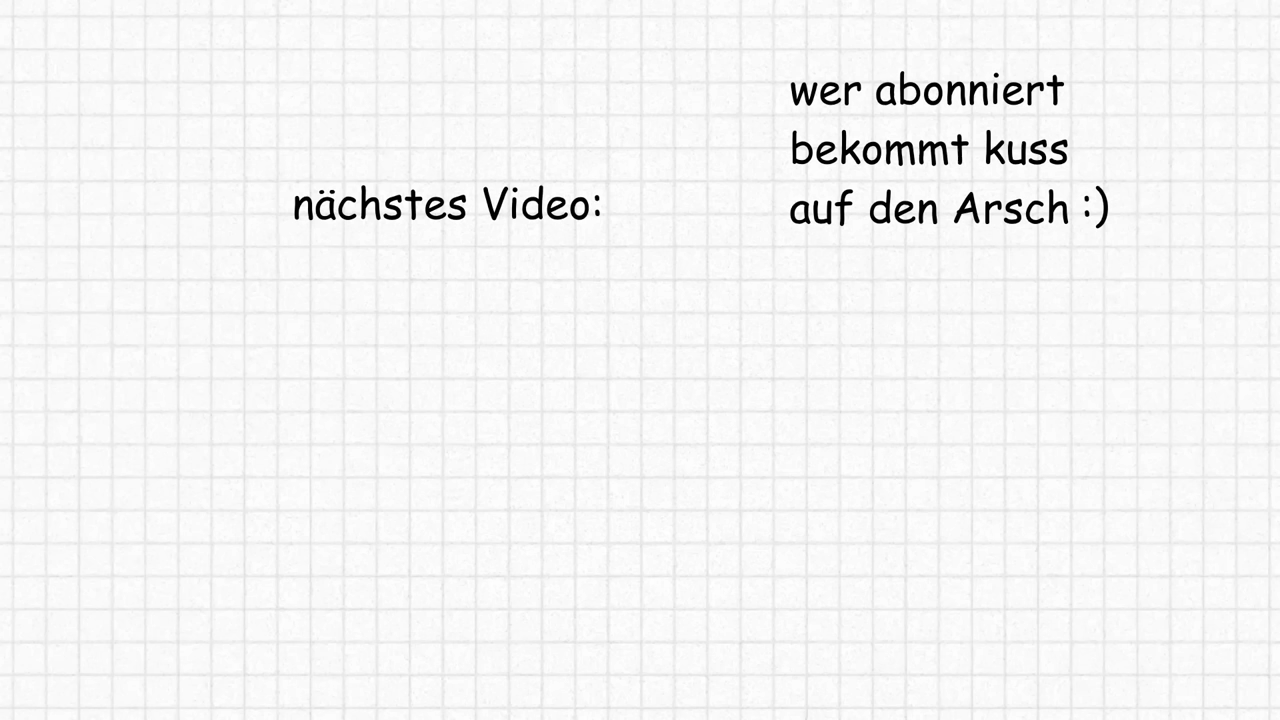 nächstes Video:
wer abonniert
bekommt kuss
auf den Arsch :)